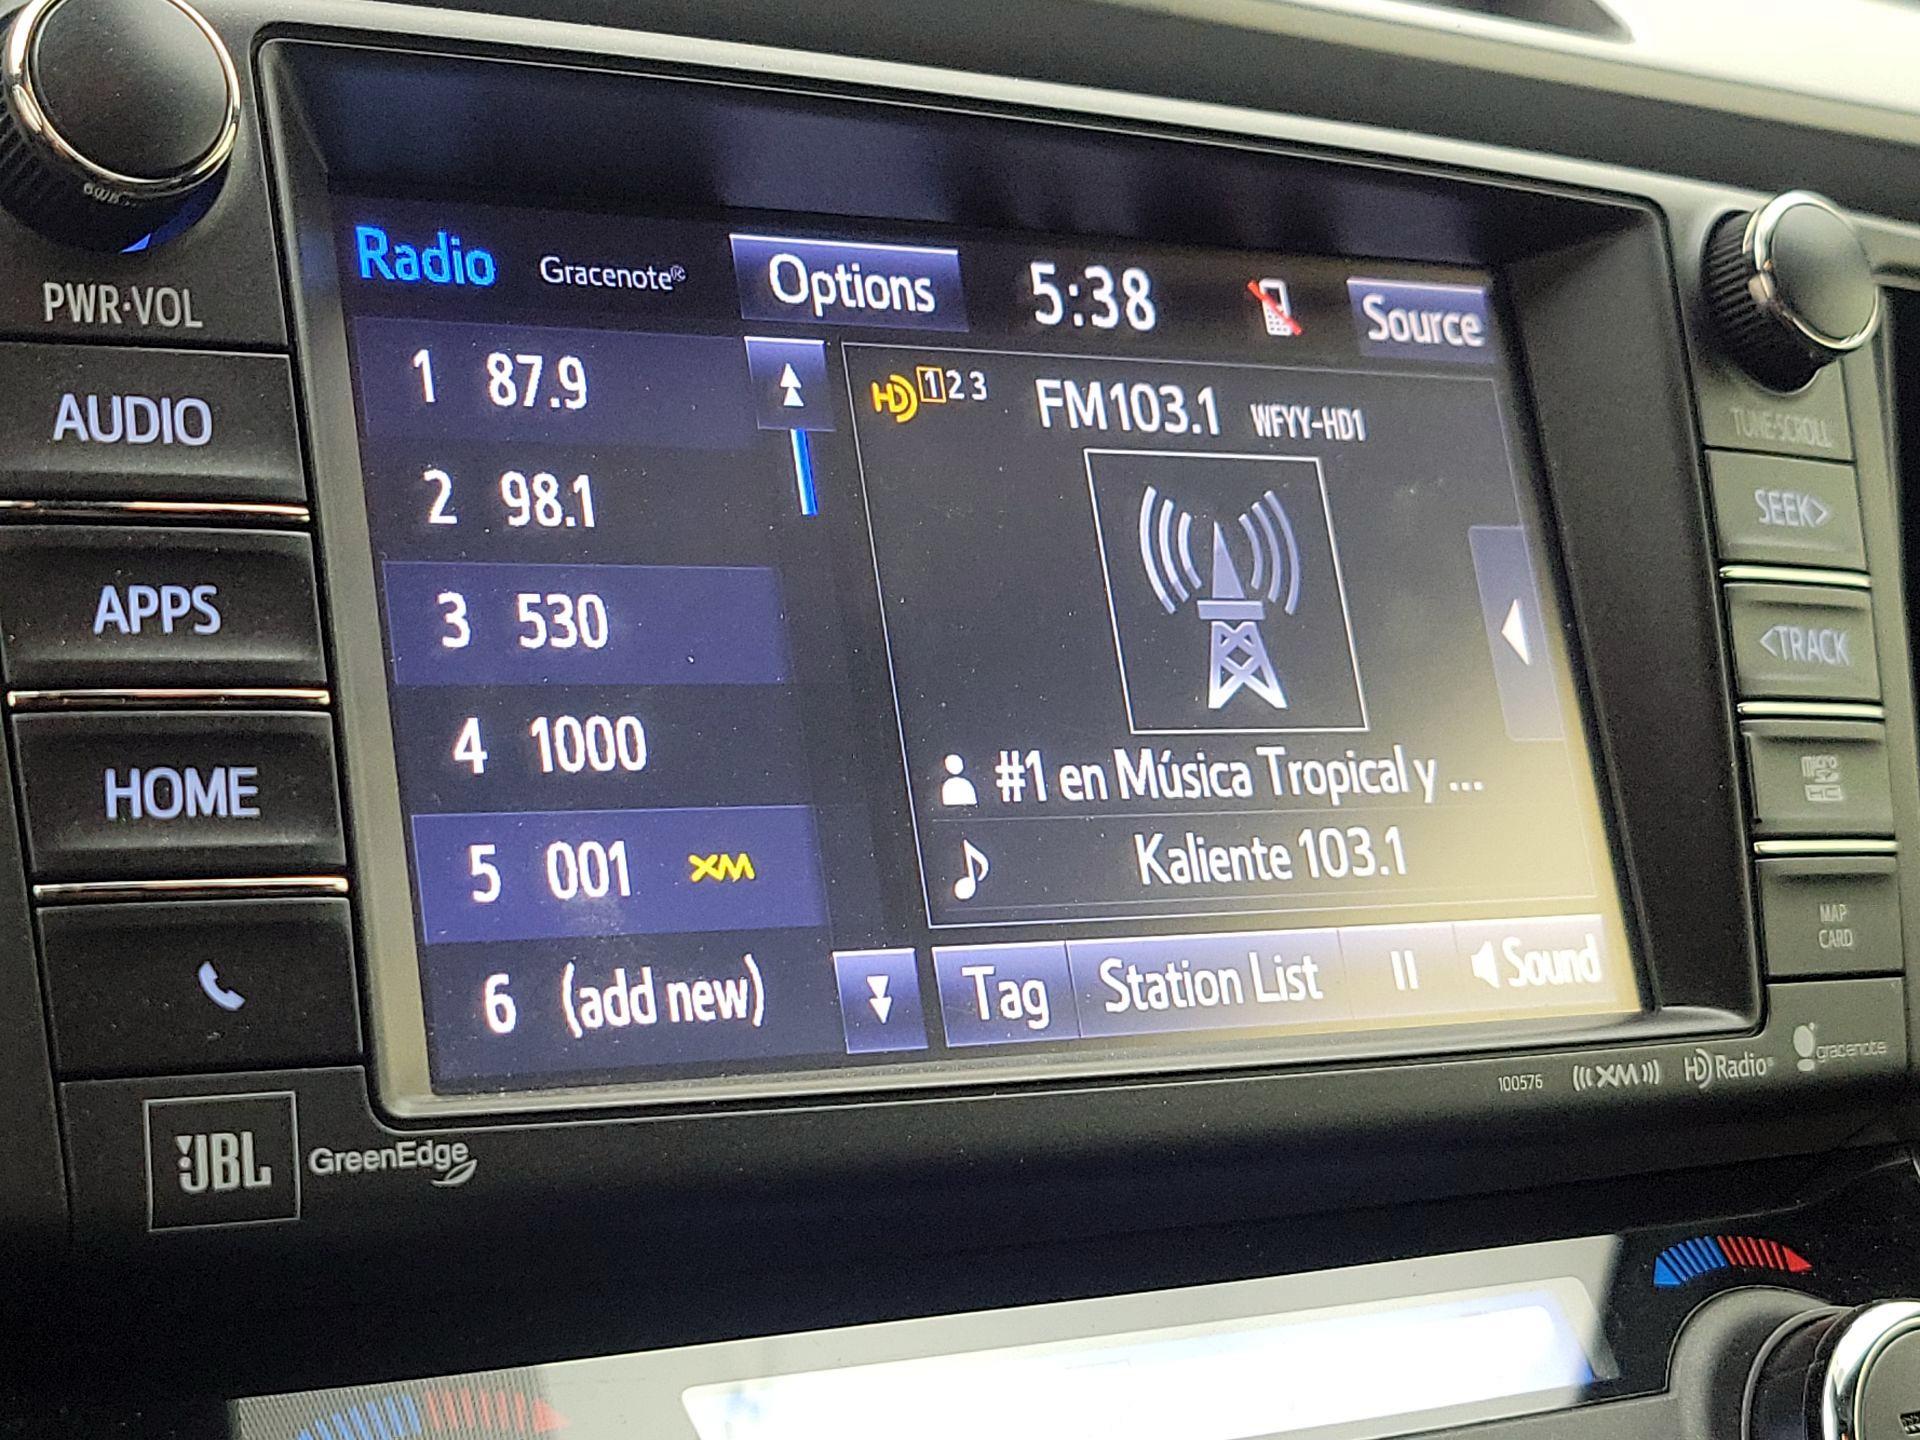 PWR·VOL
AUDIO
APPS
HOME
JBL GreenEdge
Radio Gracenote® Options 5:38 Source
1 87.9
2 98.1
3 530
4 1000
5 001 XM
6 (add new)
HD 1 2 3 FM103.1 WFYY-HD1
#1 en Música Tropical y ...
Kaliente 103.1
Tag Station List Sound
100576 XM HD Radio® gracenote
TUNE·SCROLL
SEEK>
<TRACK
micro SD HC
MAP
CARD